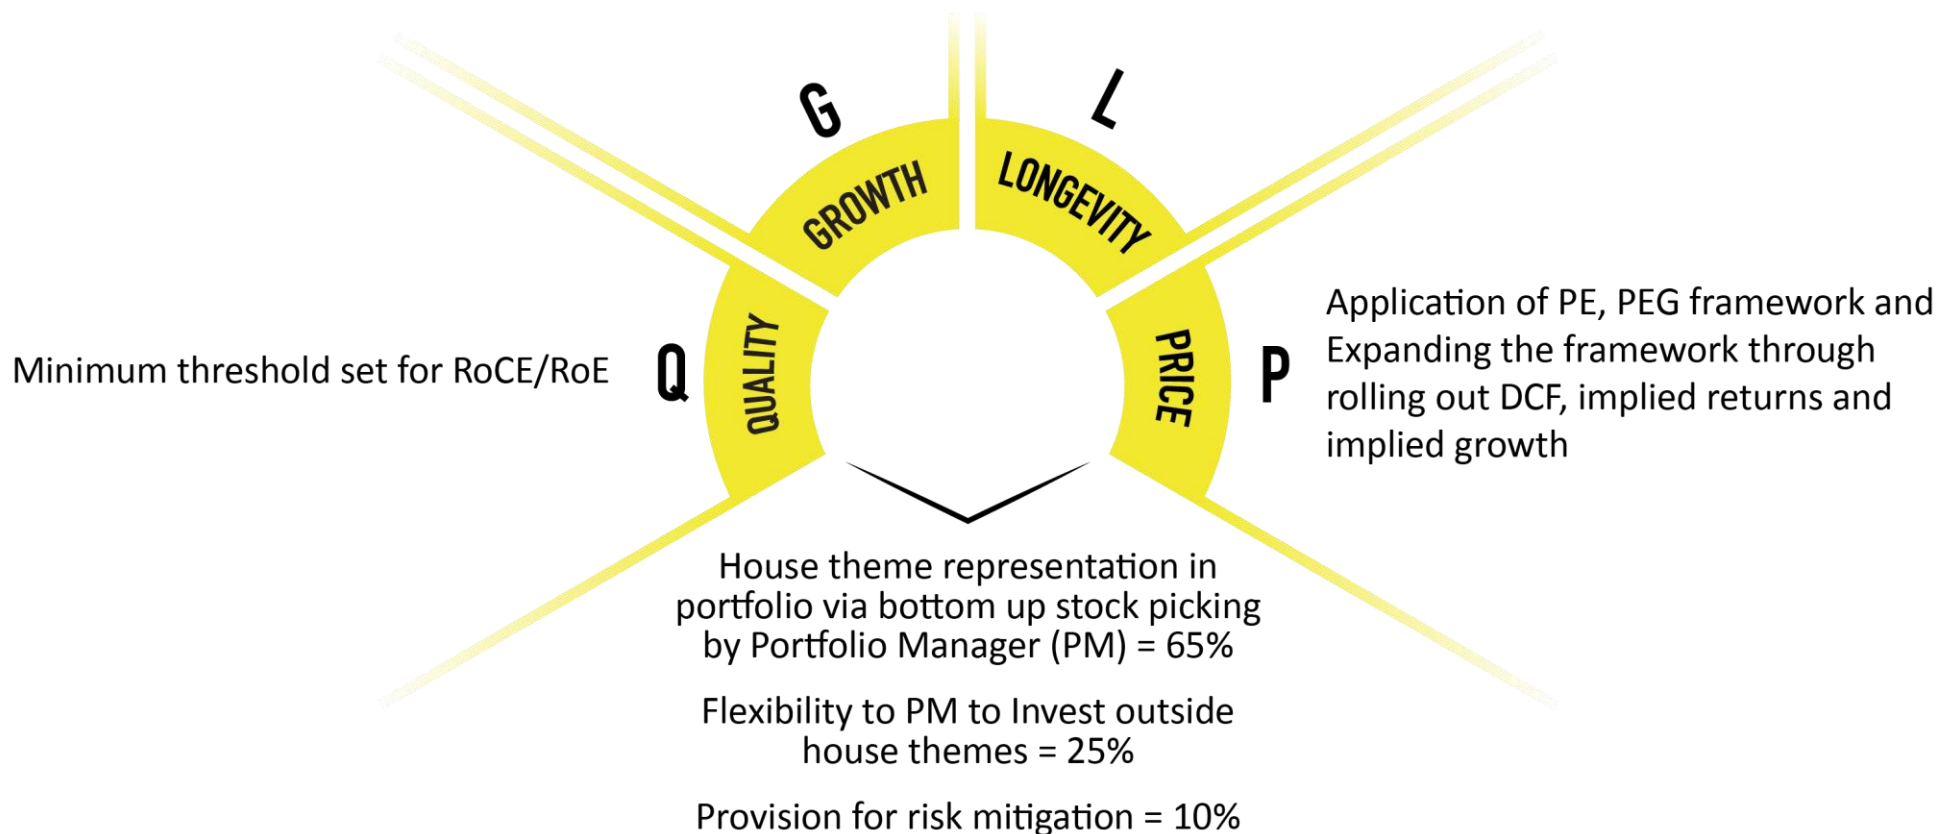 G
L
GROWTH
LONGEVITY
Minimum threshold set for RoCE/RoE
Q
QUALITY
PRICE
P
Application of PE, PEG framework and
Expanding the framework through
rolling out DCF, implied returns and
implied growth
House theme representation in
portfolio via bottom up stock picking
by Portfolio Manager (PM) = 65%
Flexibility to PM to Invest outside
house themes = 25%
Provision for risk mitigation = 10%